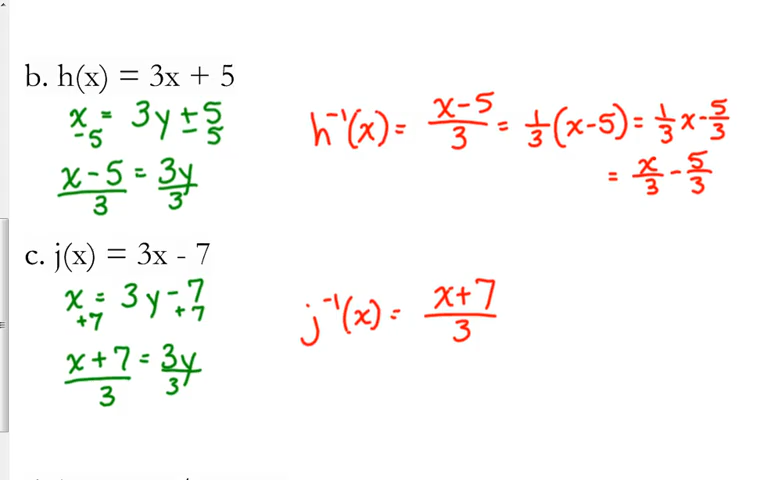 b. h(x) = 3x + 5
x = 3y + 5
-5 - 5
x - 5 = 3y
3 3
h⁻¹(x) = (x-5)/3 = 1/3(x-5) = 1/3x - 5/3
= x/3 - 5/3
c. j(x) = 3x - 7
x = 3y - 7
+7 +7
x + 7 = 3y
3 3
j⁻¹(x) = (x+7)/3